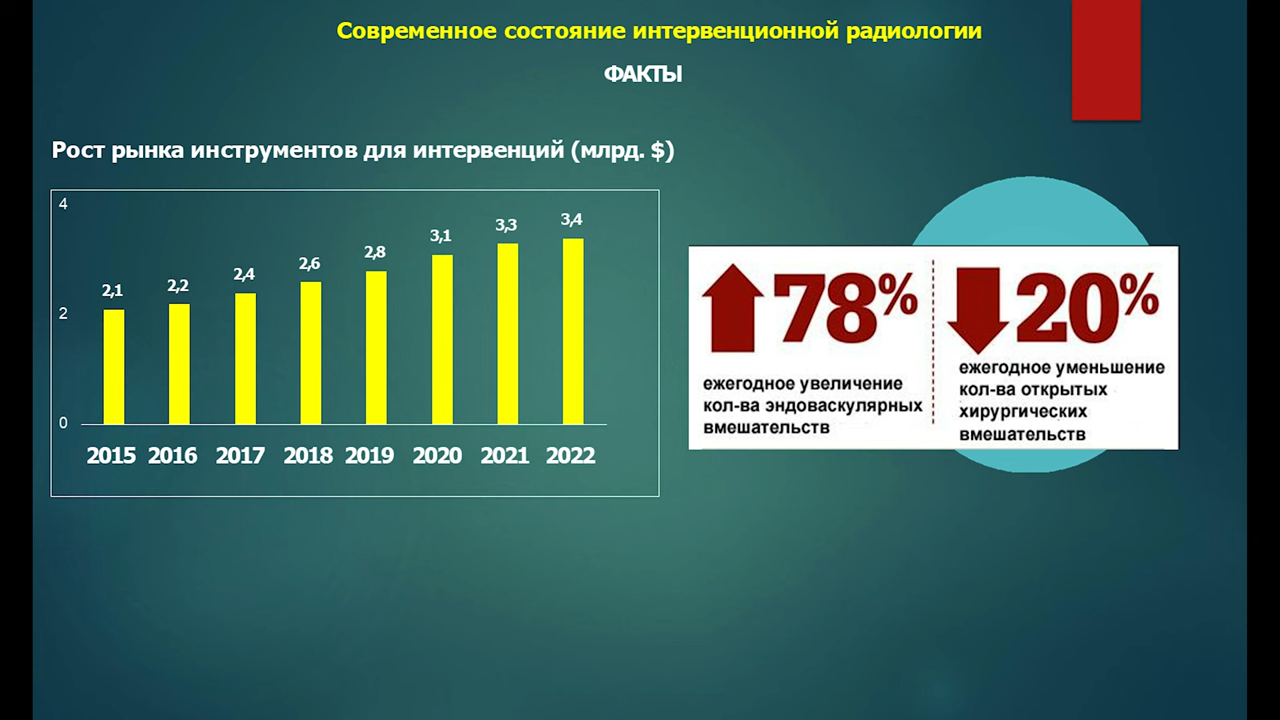 Современное состояние интервенционной радиологии
ФАКТЫ
Рост рынка инструментов для интервенций (млрд. $)
4
2
0
2,1
2,2
2,4
2,6
2,8
3,1
3,3
3,4
2015 2016 2017 2018 2019 2020 2021 2022
78%
ежегодное увеличение
кол-ва эндоваскулярных
вмешательств
20%
ежегодное уменьшение
кол-ва открытых
хирургических
вмешательств